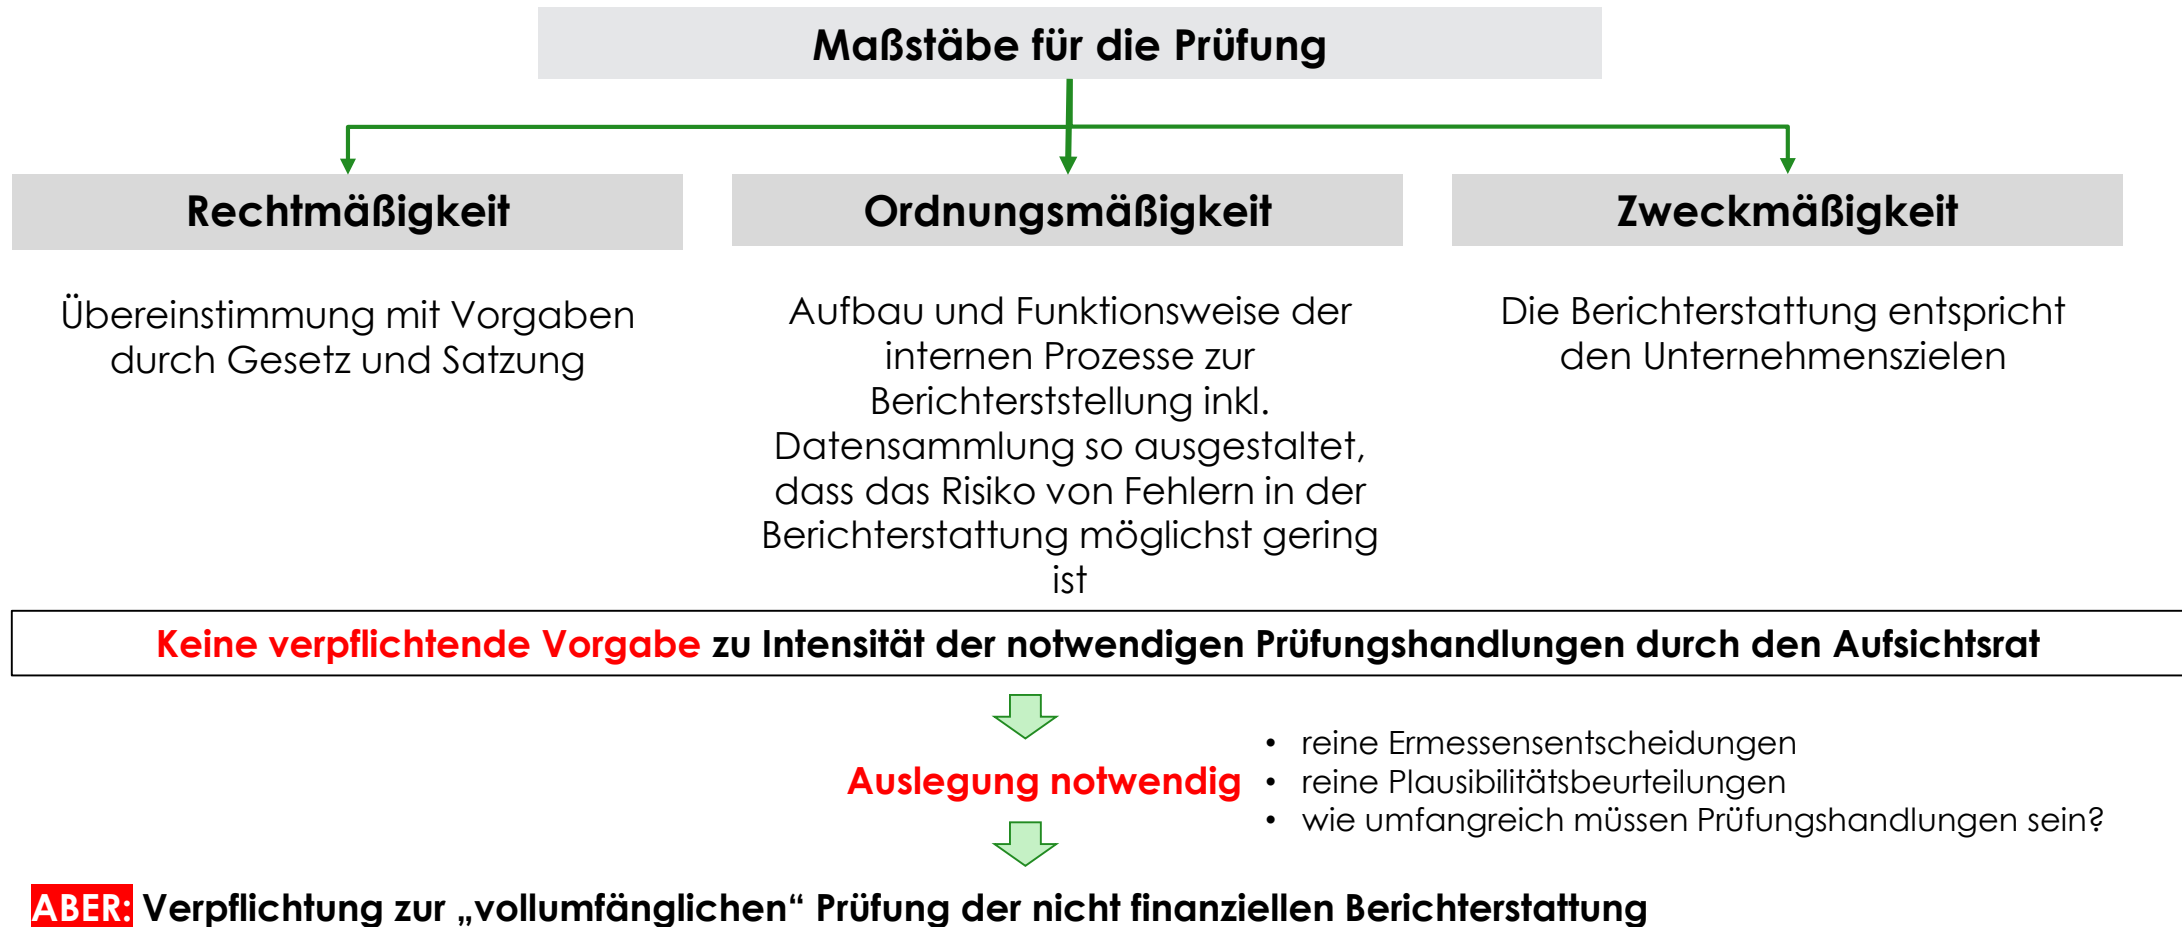 Maßstäbe für die Prüfung
Rechtmäßigkeit
Übereinstimmung mit Vorgaben
durch Gesetz und Satzung
Ordnungsmäßigkeit
Aufbau und Funktionsweise der
internen Prozesse zur
Berichterststellung inkl.
Datensammlung so ausgestaltet,
dass das Risiko von Fehlern in der
Berichterstattung möglichst gering
ist
Zweckmäßigkeit
Die Berichterstattung entspricht
den Unternehmenszielen
Keine verpflichtende Vorgabe zu Intensität der notwendigen Prüfungshandlungen durch den Aufsichtsrat
Auslegung notwendig
• reine Ermessensentscheidungen
• reine Plausibilitätsbeurteilungen
• wie umfangreich müssen Prüfungshandlungen sein?
ABER: Verpflichtung zur „vollumfänglichen“ Prüfung der nicht finanziellen Berichterstattung